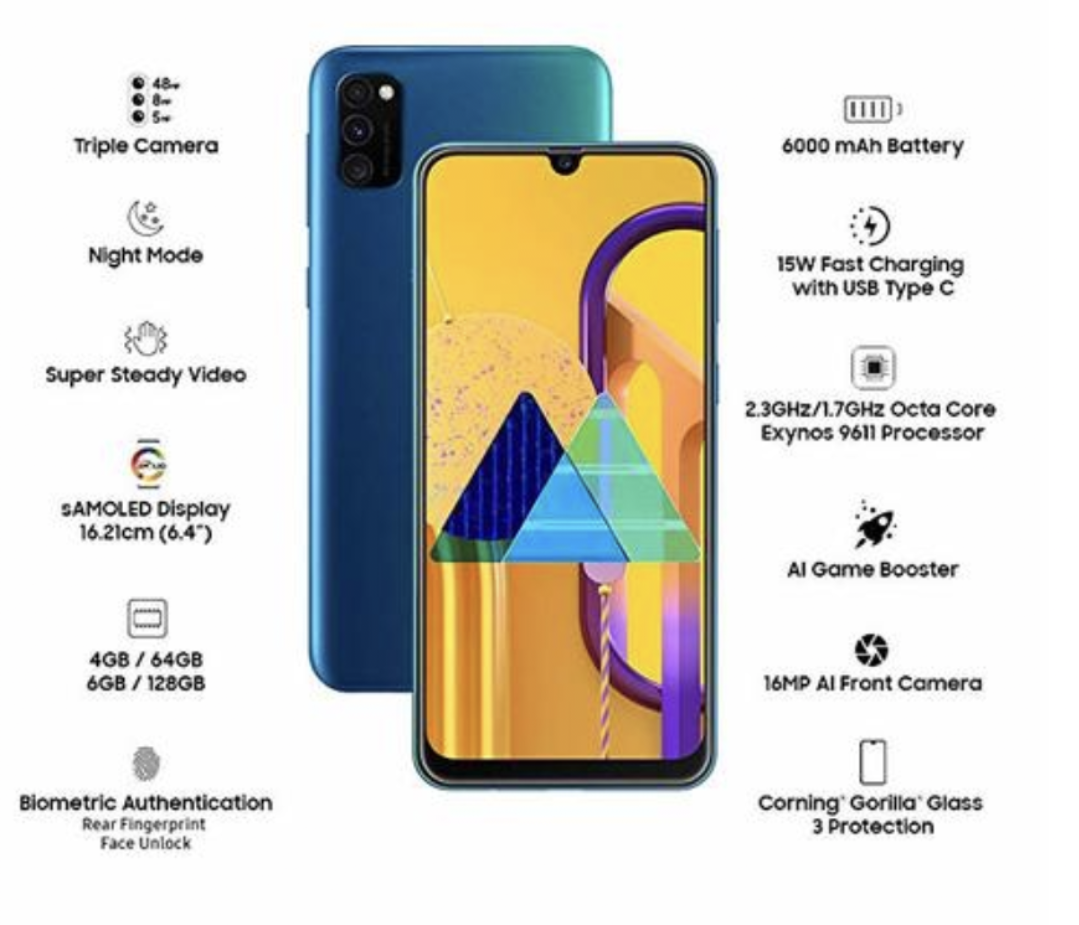 48MP
8MP
5MP
Triple Camera
Night Mode
Super Steady Video
sAMOLED Display
16.21cm (6.4″)
4GB / 64GB
6GB / 128GB
Biometric Authentication
Rear Fingerprint
Face Unlock
6000 mAh Battery
15W Fast Charging
with USB Type C
2.3GHz/1.7GHz Octa Core
Exynos 9611 Processor
AI Game Booster
16MP AI Front Camera
Corning® Gorilla® Glass
3 Protection